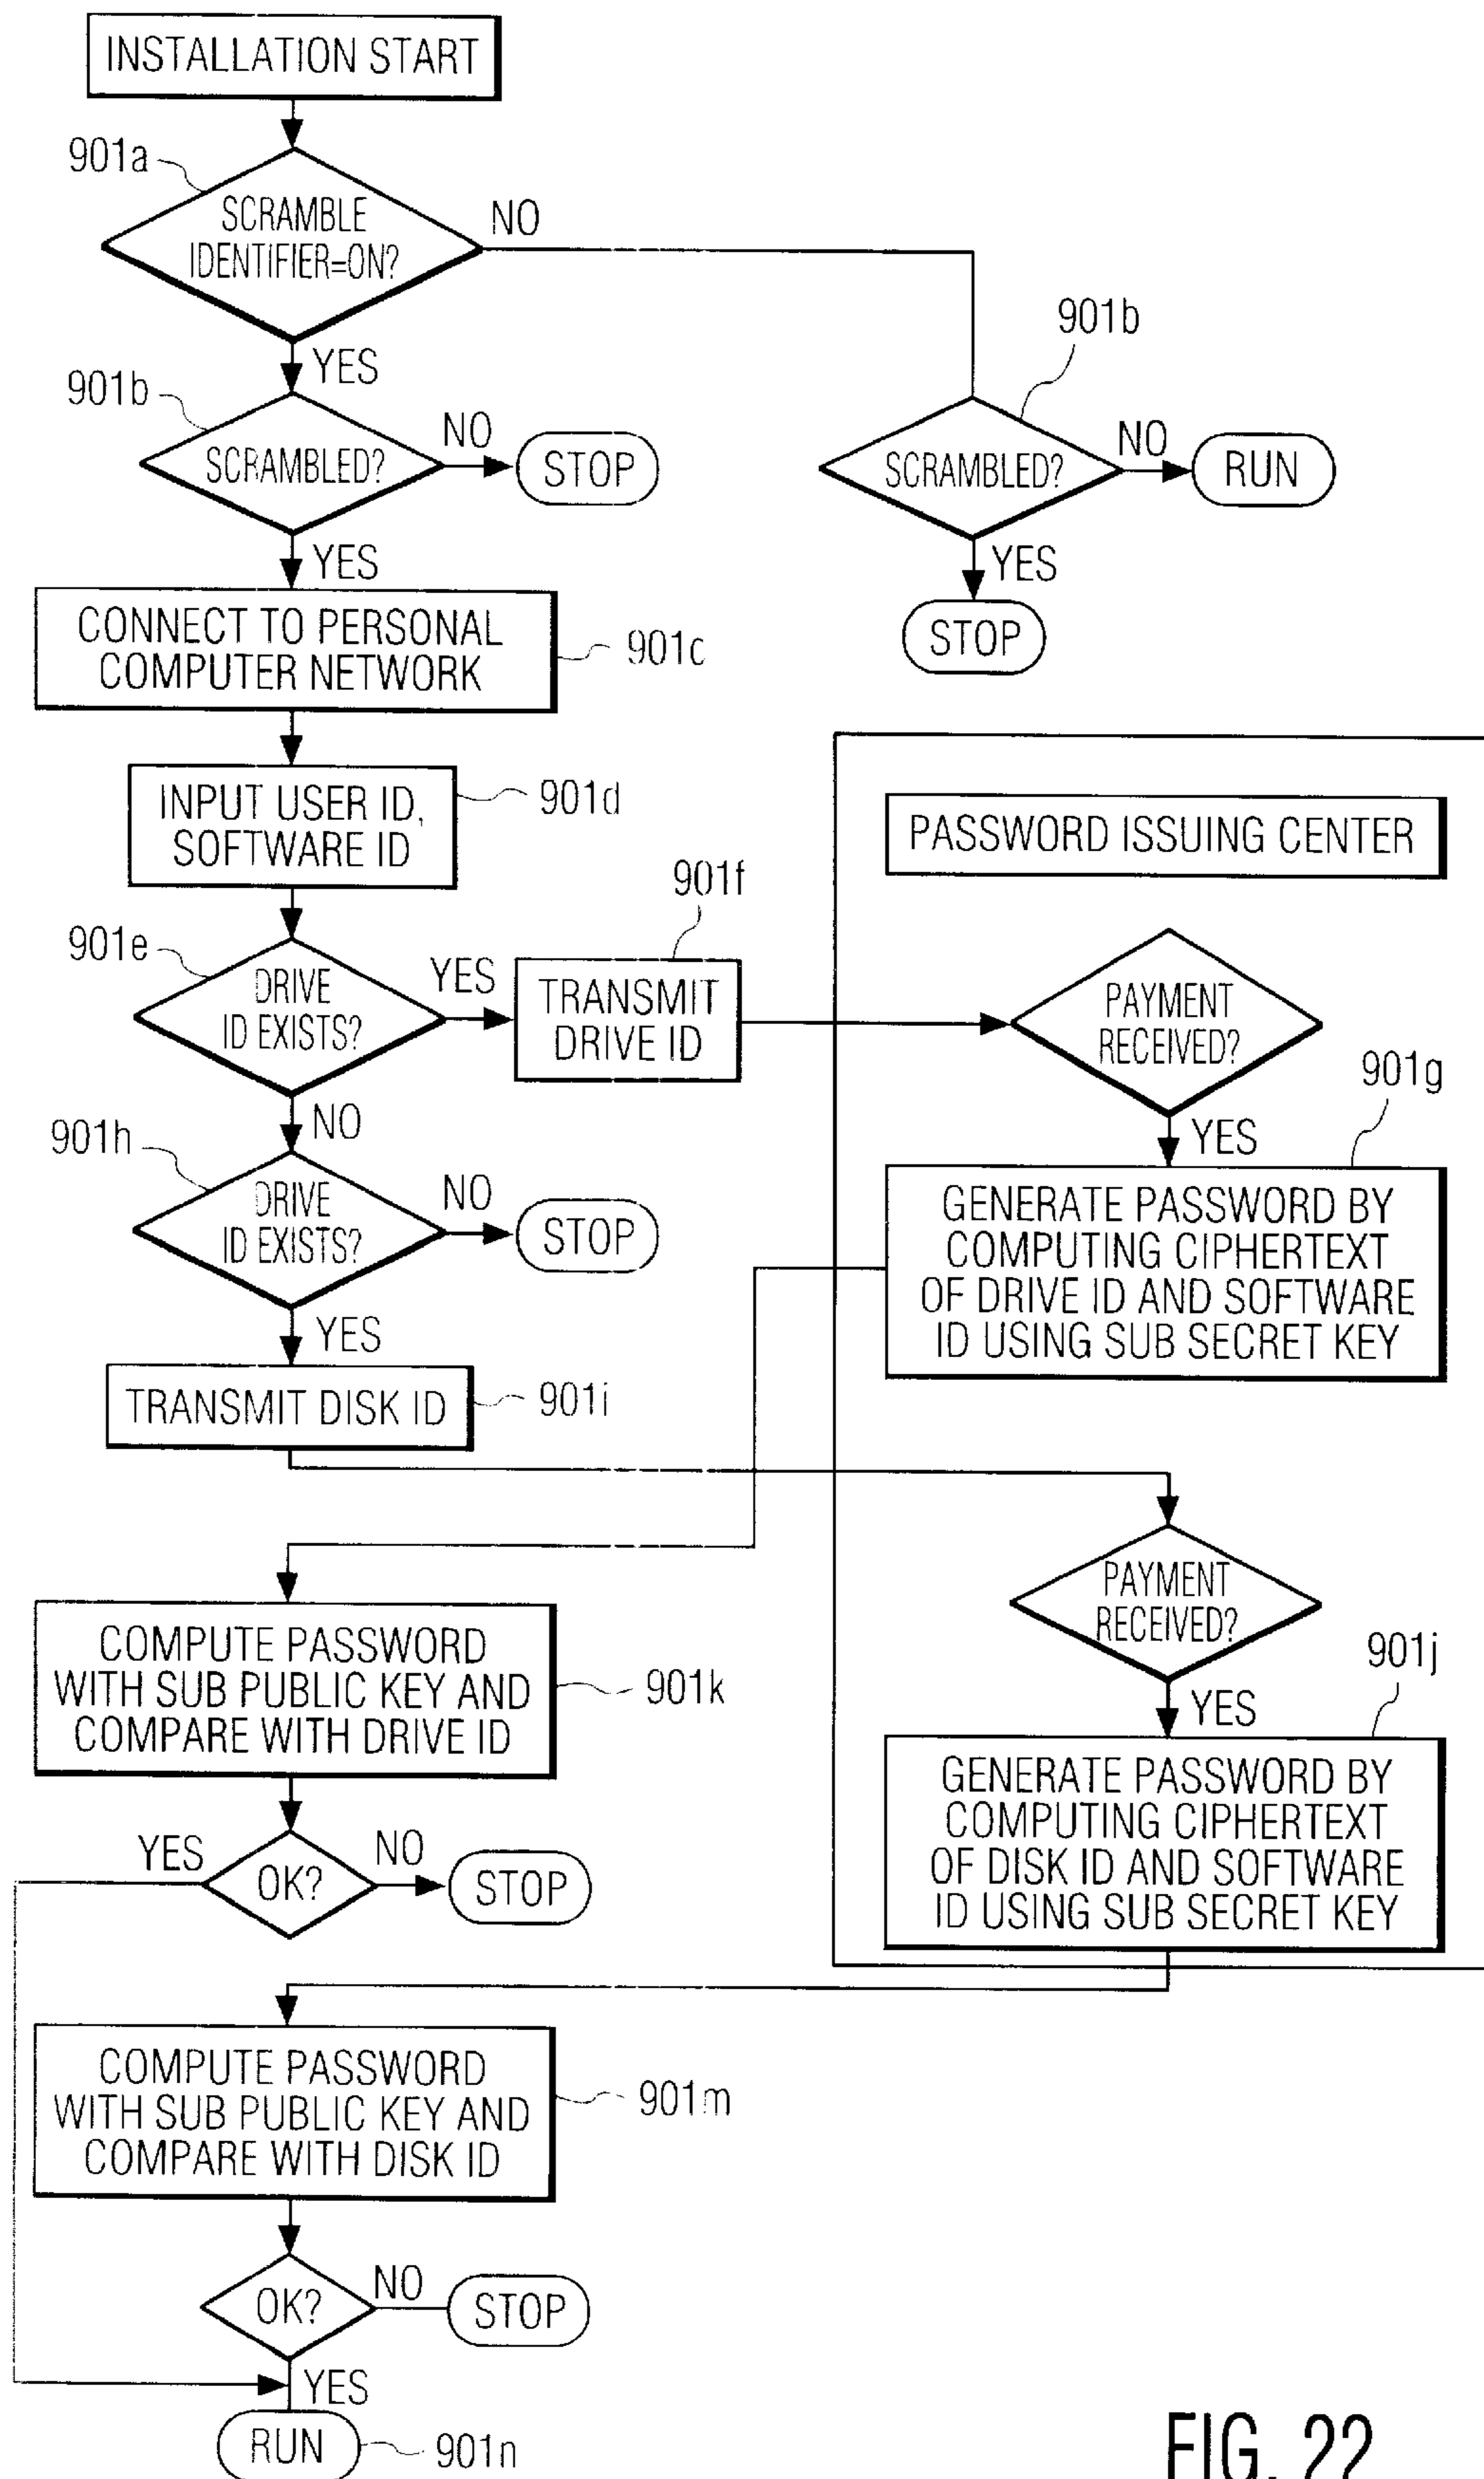 INSTALLATION START
901a
SCRAMBLE
IDENTIFIER=ON?
NO
YES
901b
SCRAMBLED?
NO
STOP
YES
901b
SCRAMBLED?
NO
RUN
YES
STOP
CONNECT TO PERSONAL
COMPUTER NETWORK
901c
INPUT USER ID,
SOFTWARE ID
901d
901e
DRIVE
ID EXISTS?
YES
901f
TRANSMIT
DRIVE ID
NO
901h
DRIVE
ID EXISTS?
NO
STOP
YES
TRANSMIT DISK ID
901i
PASSWORD ISSUING CENTER
PAYMENT
RECEIVED?
901g
YES
GENERATE PASSWORD BY
COMPUTING CIPHERTEXT
OF DRIVE ID AND SOFTWARE
ID USING SUB SECRET KEY
PAYMENT
RECEIVED?
901j
YES
GENERATE PASSWORD BY
COMPUTING CIPHERTEXT
OF DISK ID AND SOFTWARE
ID USING SUB SECRET KEY
COMPUTE PASSWORD
WITH SUB PUBLIC KEY AND
COMPARE WITH DRIVE ID
901k
YES
OK?
NO
STOP
COMPUTE PASSWORD
WITH SUB PUBLIC KEY AND
COMPARE WITH DISK ID
901m
OK?
NO
STOP
YES
RUN
901n
FIG. 22